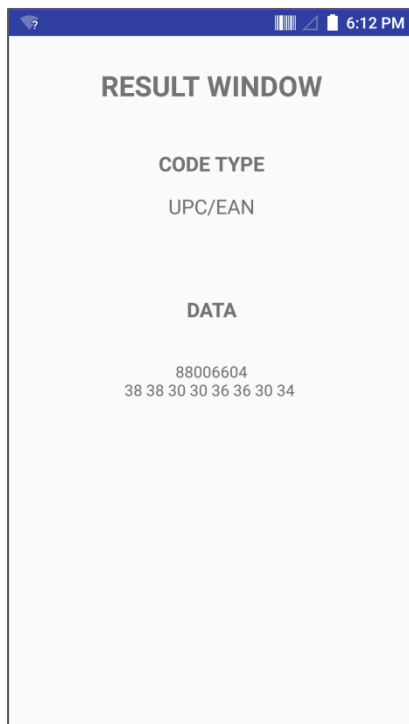 6:12 PM
RESULT WINDOW
CODE TYPE
UPC/EAN
DATA
88006604
38 38 30 30 36 36 30 34